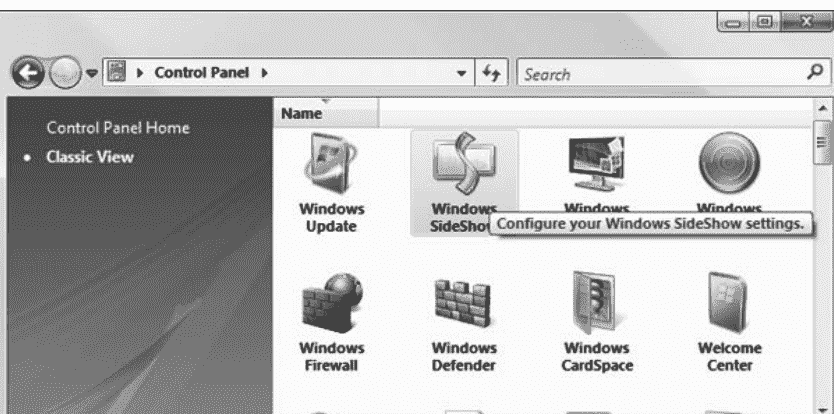 Control Panel
Search
Control Panel Home
• Classic View
Name
Windows
Update
Windows
SideShow
Windows
Windows
Configure your Windows SideShow settings.
Windows
Firewall
Windows
Defender
Windows
CardSpace
Welcome
Center